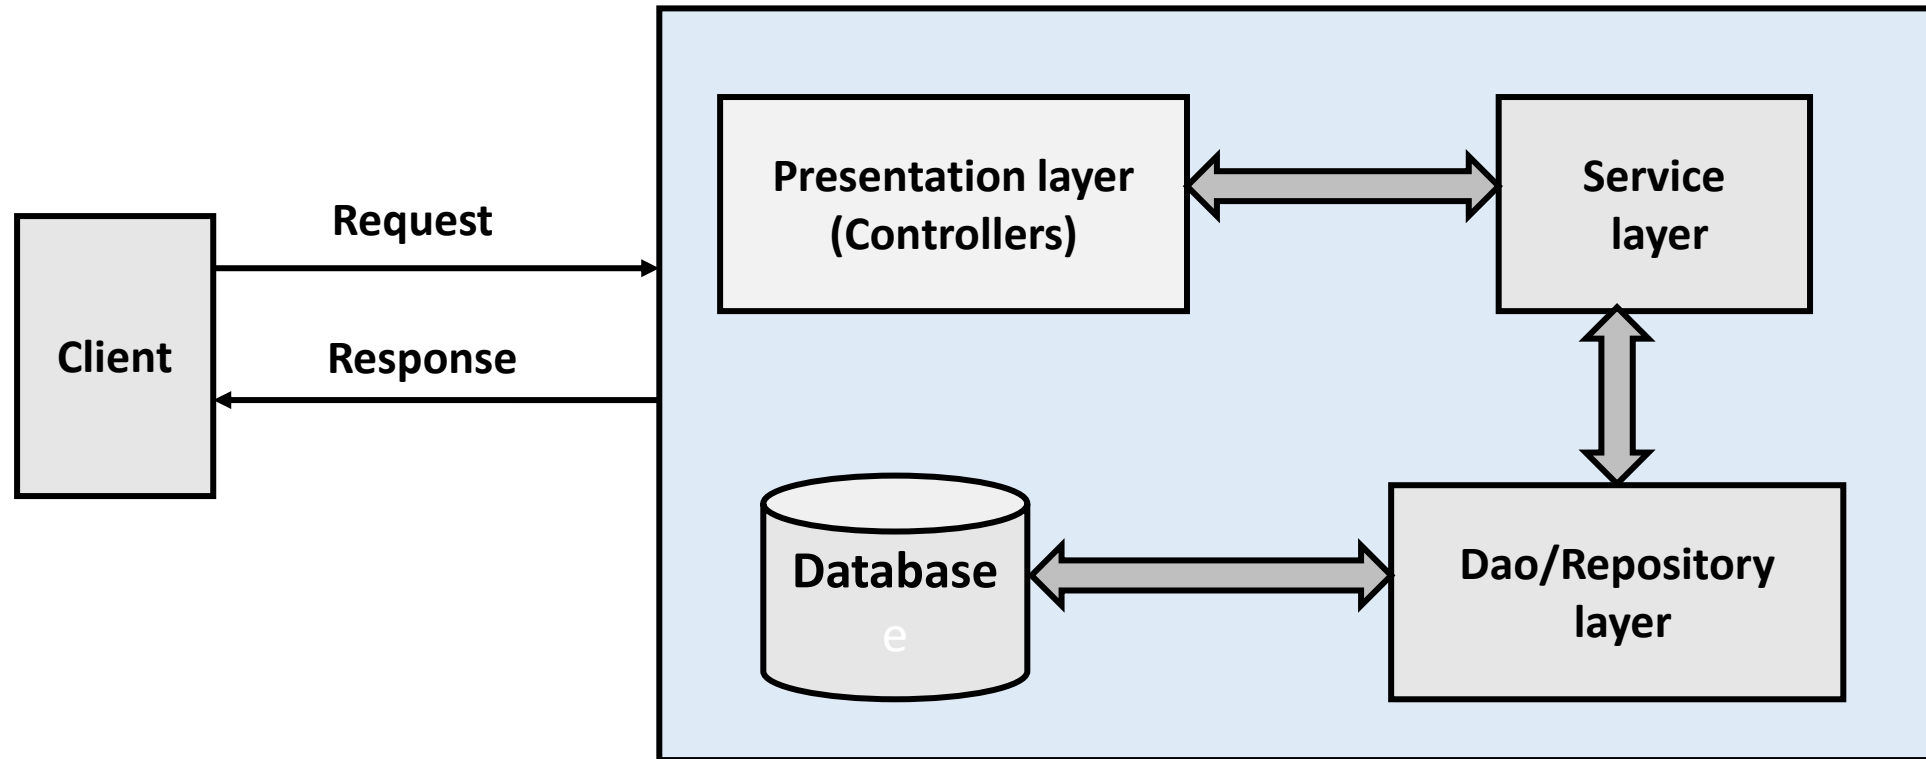 Presentation layer
(Controllers)
Service
layer
Request
Client
Response
Database
e
Dao/Repository
layer